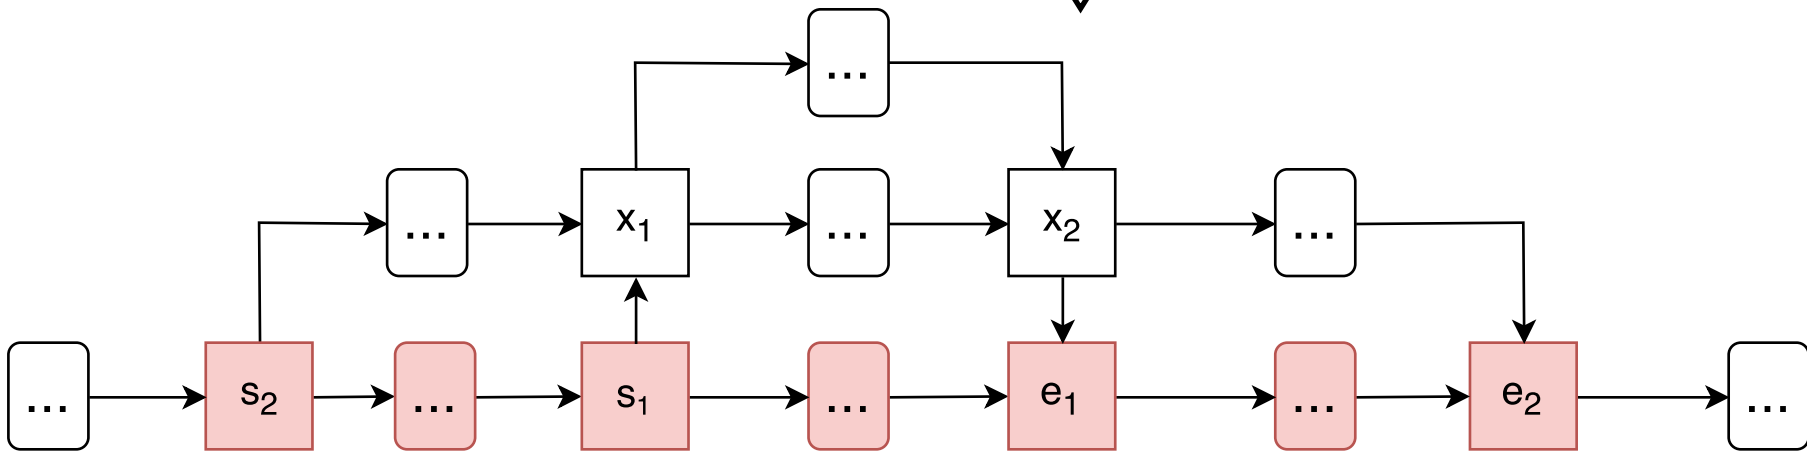 ...
... x₁ ... x₂ ...
... s₂ ... s₁ ... e₁ ... e₂ ...